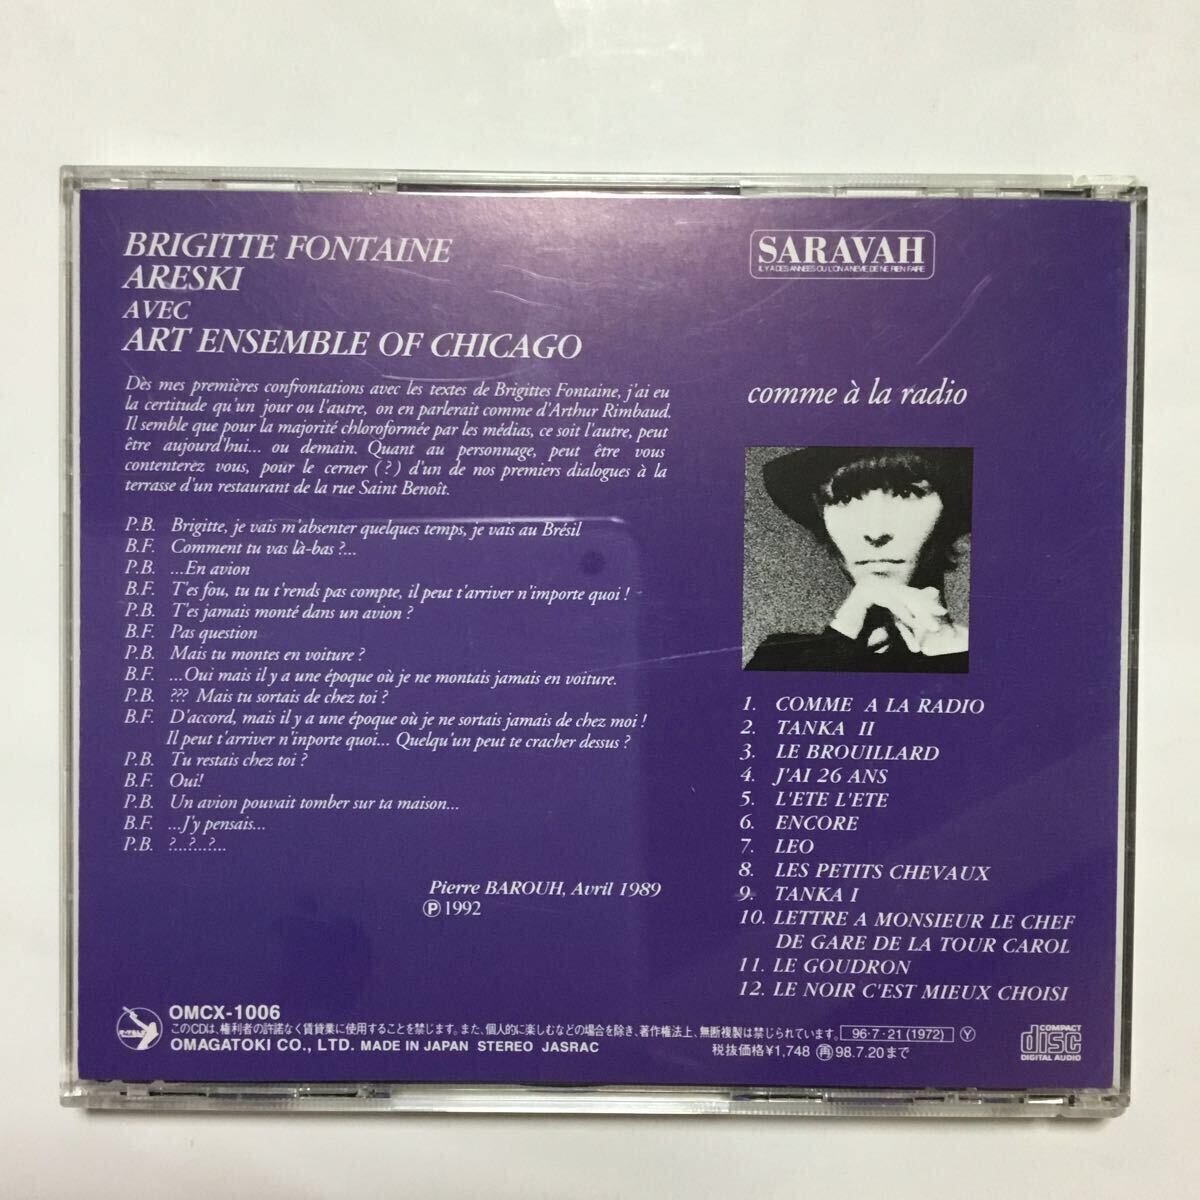 BRIGITTE FONTAINE
ARESKI
AVEC
ART ENSEMBLE OF CHICAGO
Dès mes premières confrontations avec les textes de Brigittes Fontaine, j'ai eu
la certitude qu'un jour ou l'autre, on en parlerait comme d'Arthur Rimbaud.
Il semble que pour la majorité chloroformée par les médias, ce soit l'autre, peut
être aujourd'hui... ou demain. Quant au personnage, peut être vous
contenterez vous, pour le cerner (?) d'un de nos premiers dialogues à la
terrasse d'un restaurant de la rue Saint Benoît.
P.B. Brigitte, je vais m'absenter quelques temps, je vais au Brésil
B.F. Comment tu vas là-bas ?...
P.B. ...En avion
B.F. T'es fou, tu tu t'rends pas compte, il peut t'arriver n'importe quoi !
P.B. T'es jamais monté dans un avion ?
B.F. Pas question
P.B. Mais tu montes en voiture ?
B.F. ...Oui mais il y a une époque où je ne montais jamais en voiture.
P.B. ??? Mais tu sortais de chez toi ?
B.F. D'accord, mais il y a une époque où je ne sortais jamais de chez moi !
Il peut t'arriver n'inporte quoi... Quelqu'un peut te cracher dessus ?
P.B. Tu restais chez toi ?
B.F. Oui!
P.B. Un avion pouvait tomber sur ta maison...
B.F. ...J'y pensais...
P.B. ?...?...?...
Pierre BAROUH, Avril 1989
Ⓟ 1992
SARAVAH
IL Y A DES ANNEES OU L'ON A ENVIE DE NE RIEN FAIRE
comme à la radio
1. COMME A LA RADIO
2. TANKA II
3. LE BROUILLARD
4. J'AI 26 ANS
5. L'ETE L'ETE
6. ENCORE
7. LEO
8. LES PETITS CHEVAUX
9. TANKA I
10. LETTRE A MONSIEUR LE CHEF
DE GARE DE LA TOUR CAROL
11. LE GOUDRON
12. LE NOIR C'EST MIEUX CHOISI
OMCX-1006
このCDは、権利者の許諾なく賃貸業に使用することを禁じます。また、個人的に楽しむなどの場合を除き、著作権法上、無断複製は禁じられています。 96・7・21 (1972) Ⓨ
OMAGATOKI CO., LTD. MADE IN JAPAN STEREO JASRAC 税抜価格¥1,748 再98.7.20まで
COMPACT
disc
DIGITAL AUDIO